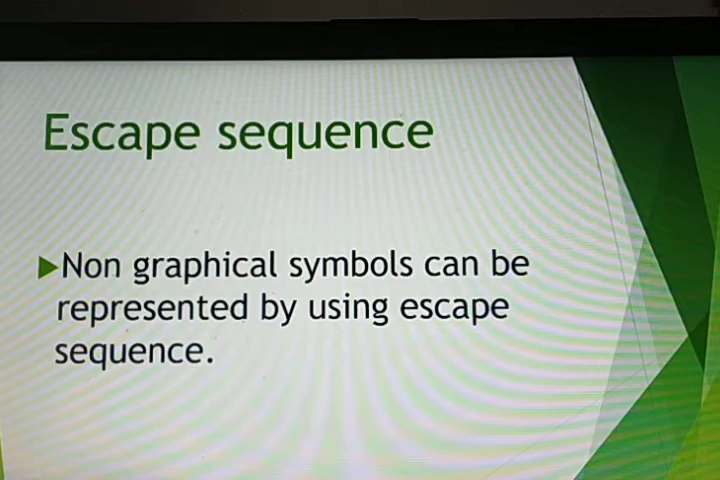 Escape sequence
Non graphical symbols can be
represented by using escape
sequence.